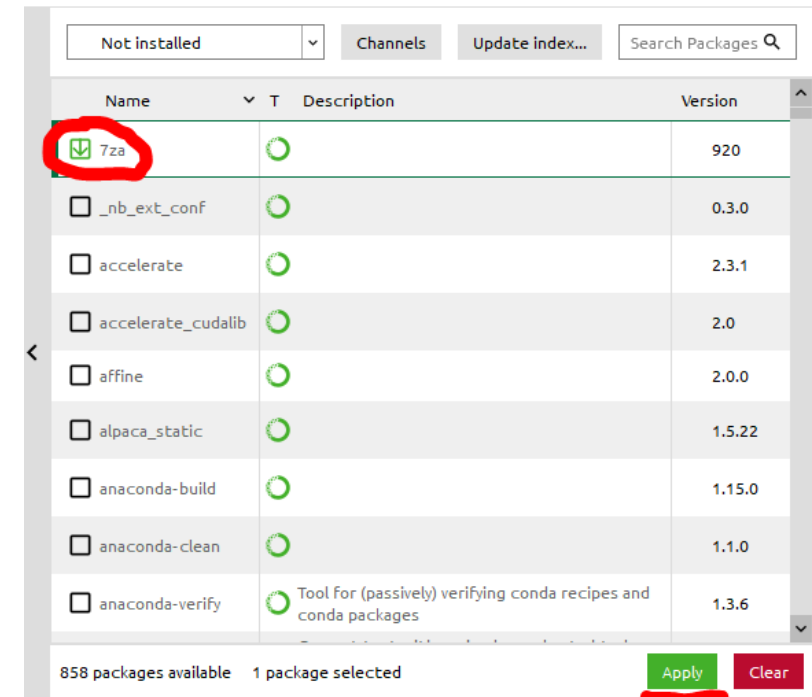 Not installed Channels Update index... Search Packages
Name T Description Version
7za 920
_nb_ext_conf 0.3.0
accelerate 2.3.1
accelerate_cudalib 2.0
affine 2.0.0
alpaca_static 1.5.22
anaconda-build 1.15.0
anaconda-clean 1.1.0
Tool for (passively) verifying conda recipes and
anaconda-verify 1.3.6
conda packages
858 packages available 1 package selected Apply Clear